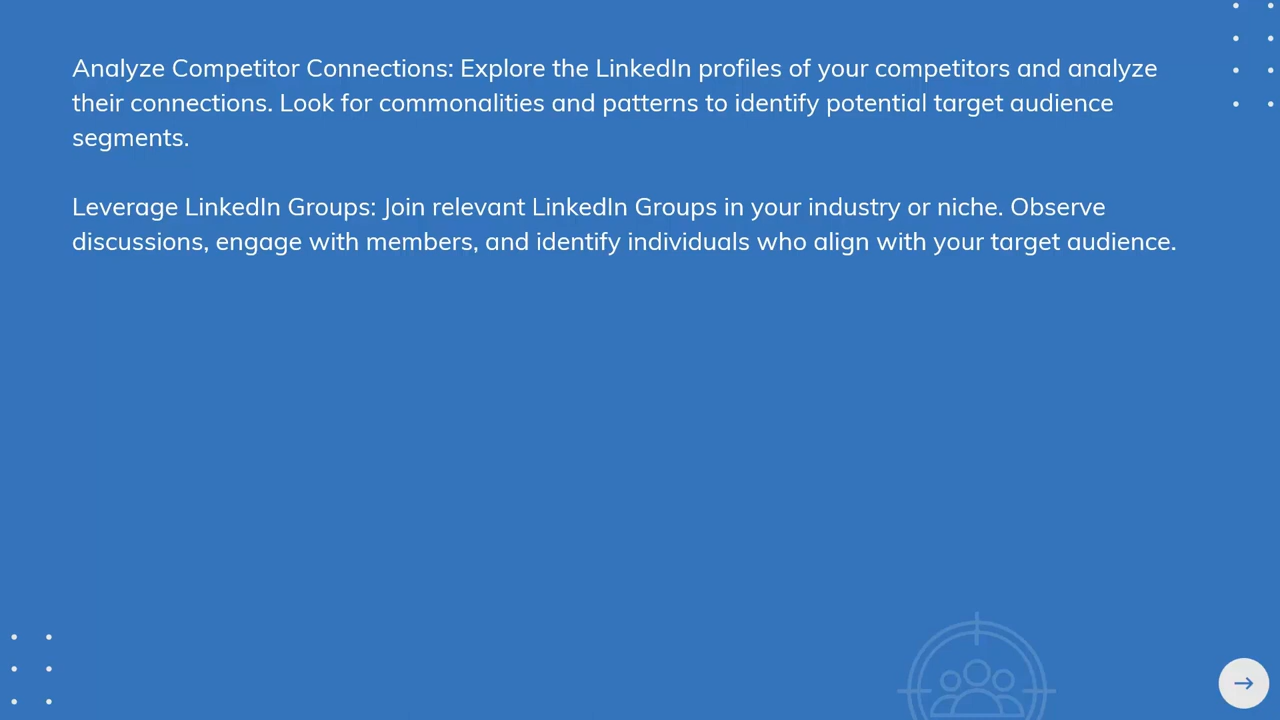 Analyze Competitor Connections: Explore the LinkedIn profiles of your competitors and analyze
their connections. Look for commonalities and patterns to identify potential target audience
segments.
Leverage LinkedIn Groups: Join relevant LinkedIn Groups in your industry or niche. Observe
discussions, engage with members, and identify individuals who align with your target audience.